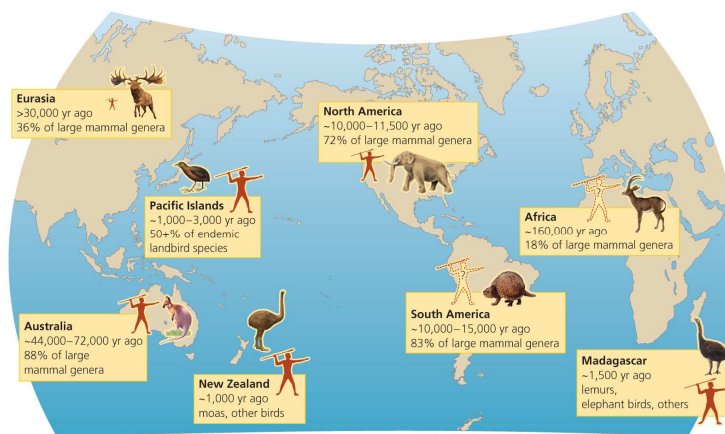 Eurasia
>30,000 yr ago
36% of large mammal genera
North America
~10,000–11,500 yr ago
72% of large mammal genera
Pacific Islands
~1,000–3,000 yr ago
50+% of endemic
landbird species
?
Africa
~160,000 yr ago
18% of large mammal genera
Australia
~44,000–72,000 yr ago
88% of large
mammal genera
New Zealand
~1,000 yr ago
moas, other birds
?
South America
~10,000–15,000 yr ago
83% of large mammal genera
Madagascar
~1,500 yr ago
lemurs,
elephant birds, others